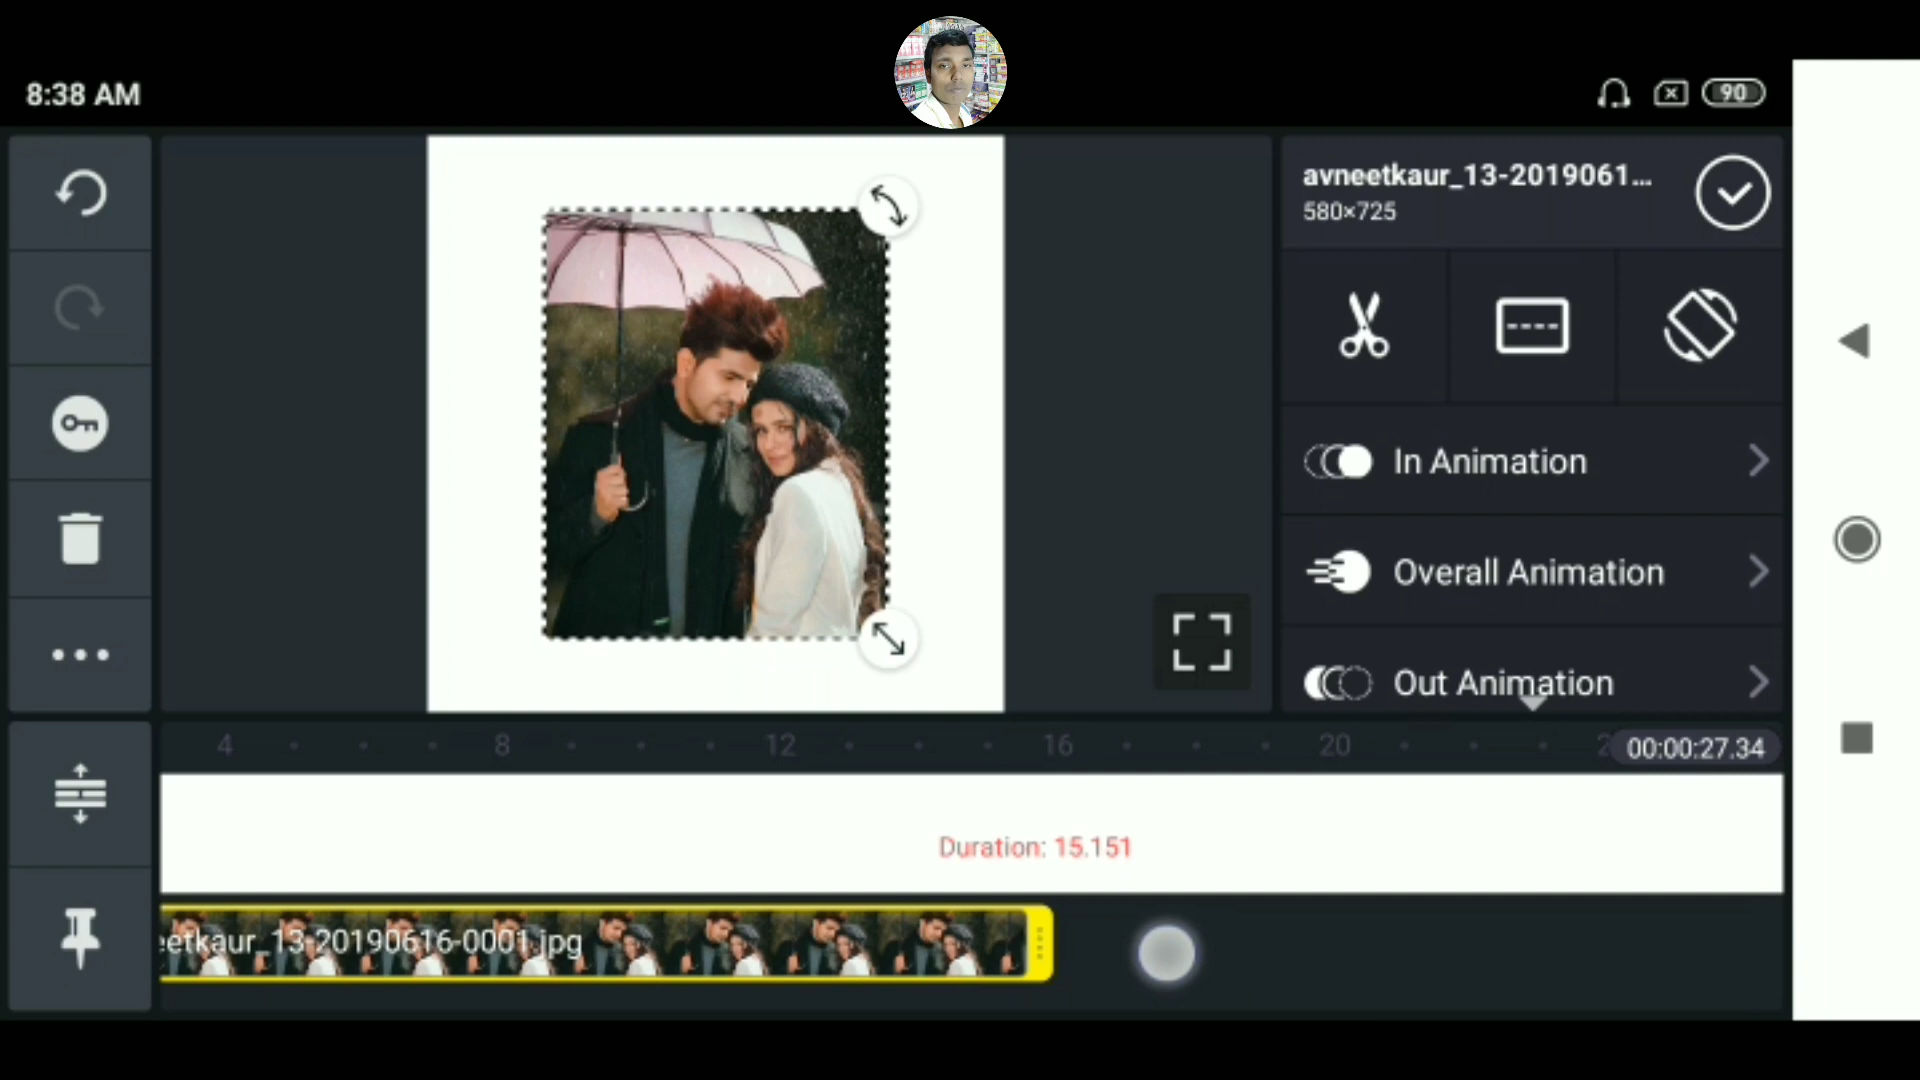 8:38 AM
90
avneetkaur_13-2019061...
580×725
In Animation
Overall Animation
Out Animation
4 8 12 16 20
00:00:27.34
Duration: 15.151
eetkaur_13-20190616-0001.jpg